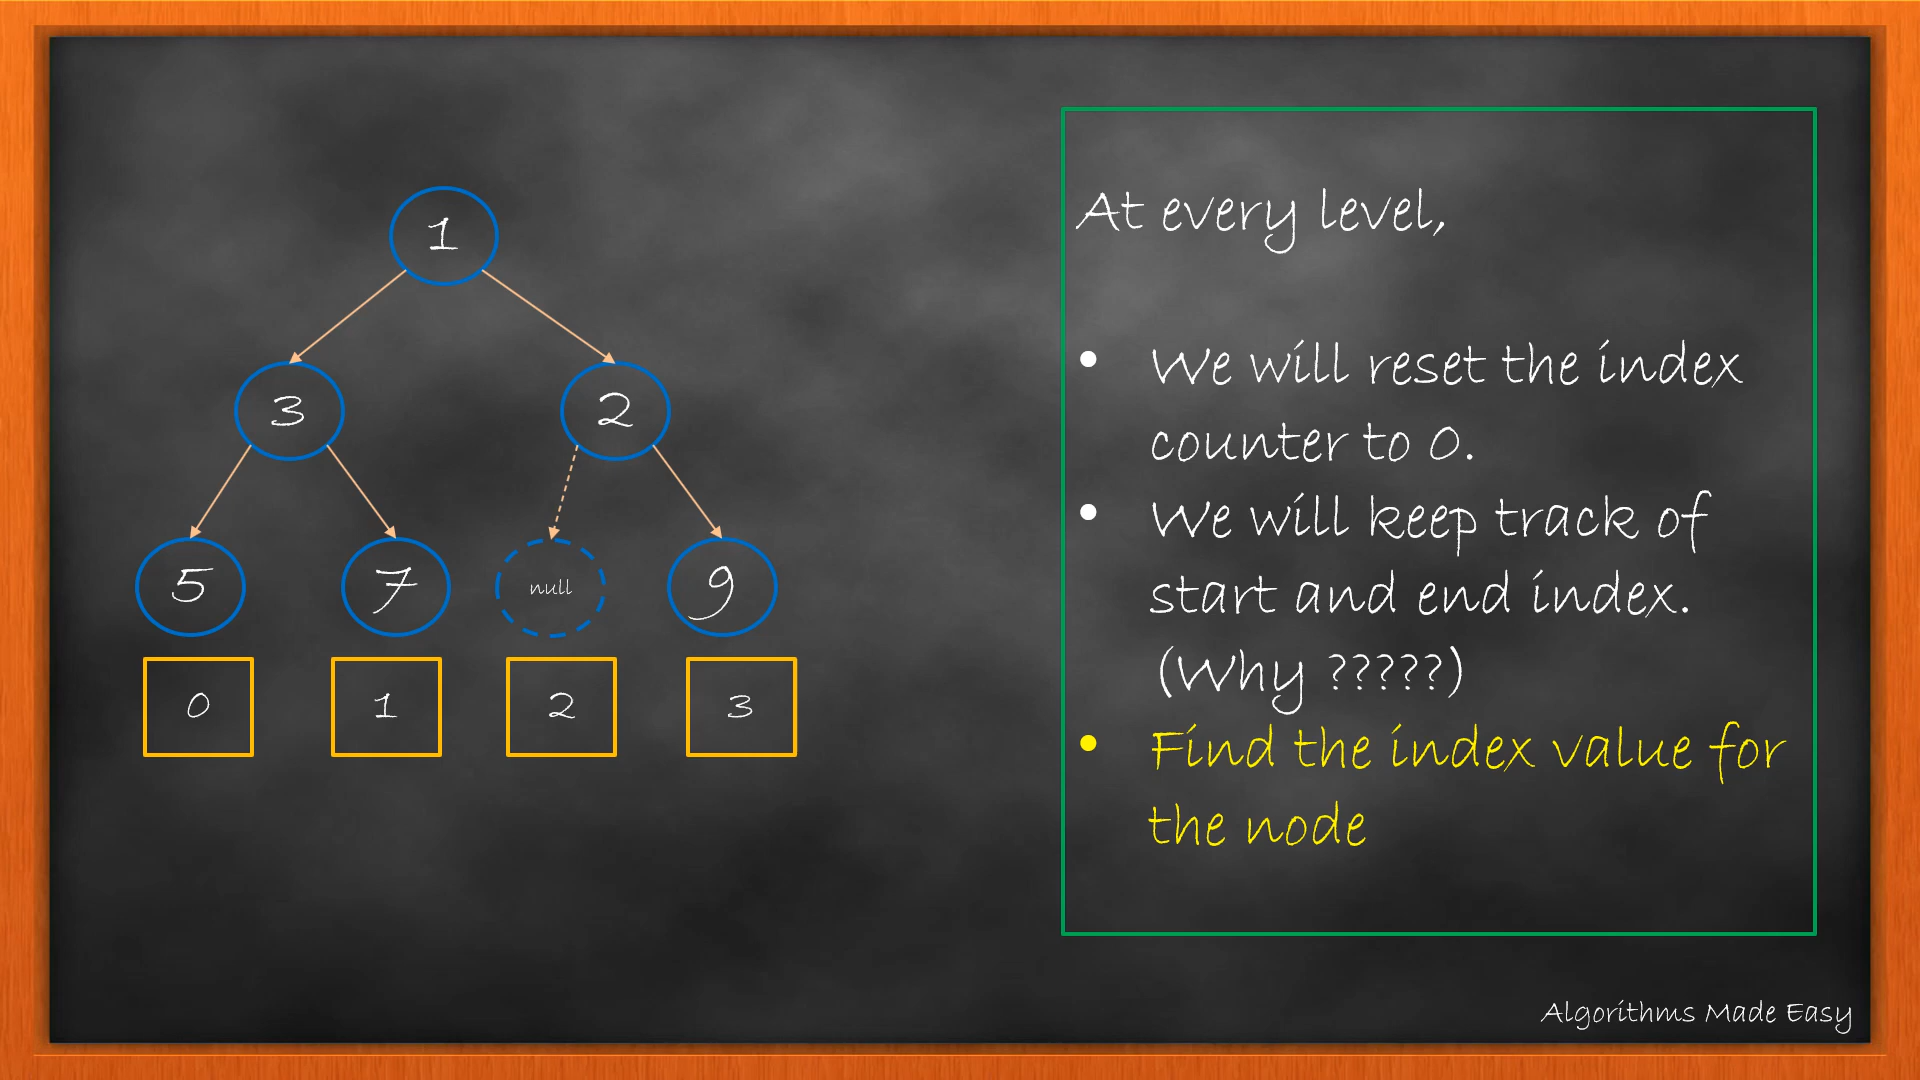 1
3 2
5 7 null 9
0 1 2 3
At every level,
• We will reset the index
counter to 0.
• We will keep track of
start and end index.
(Why ?????)
• Find the index value for
the node
Algorithms Made Easy